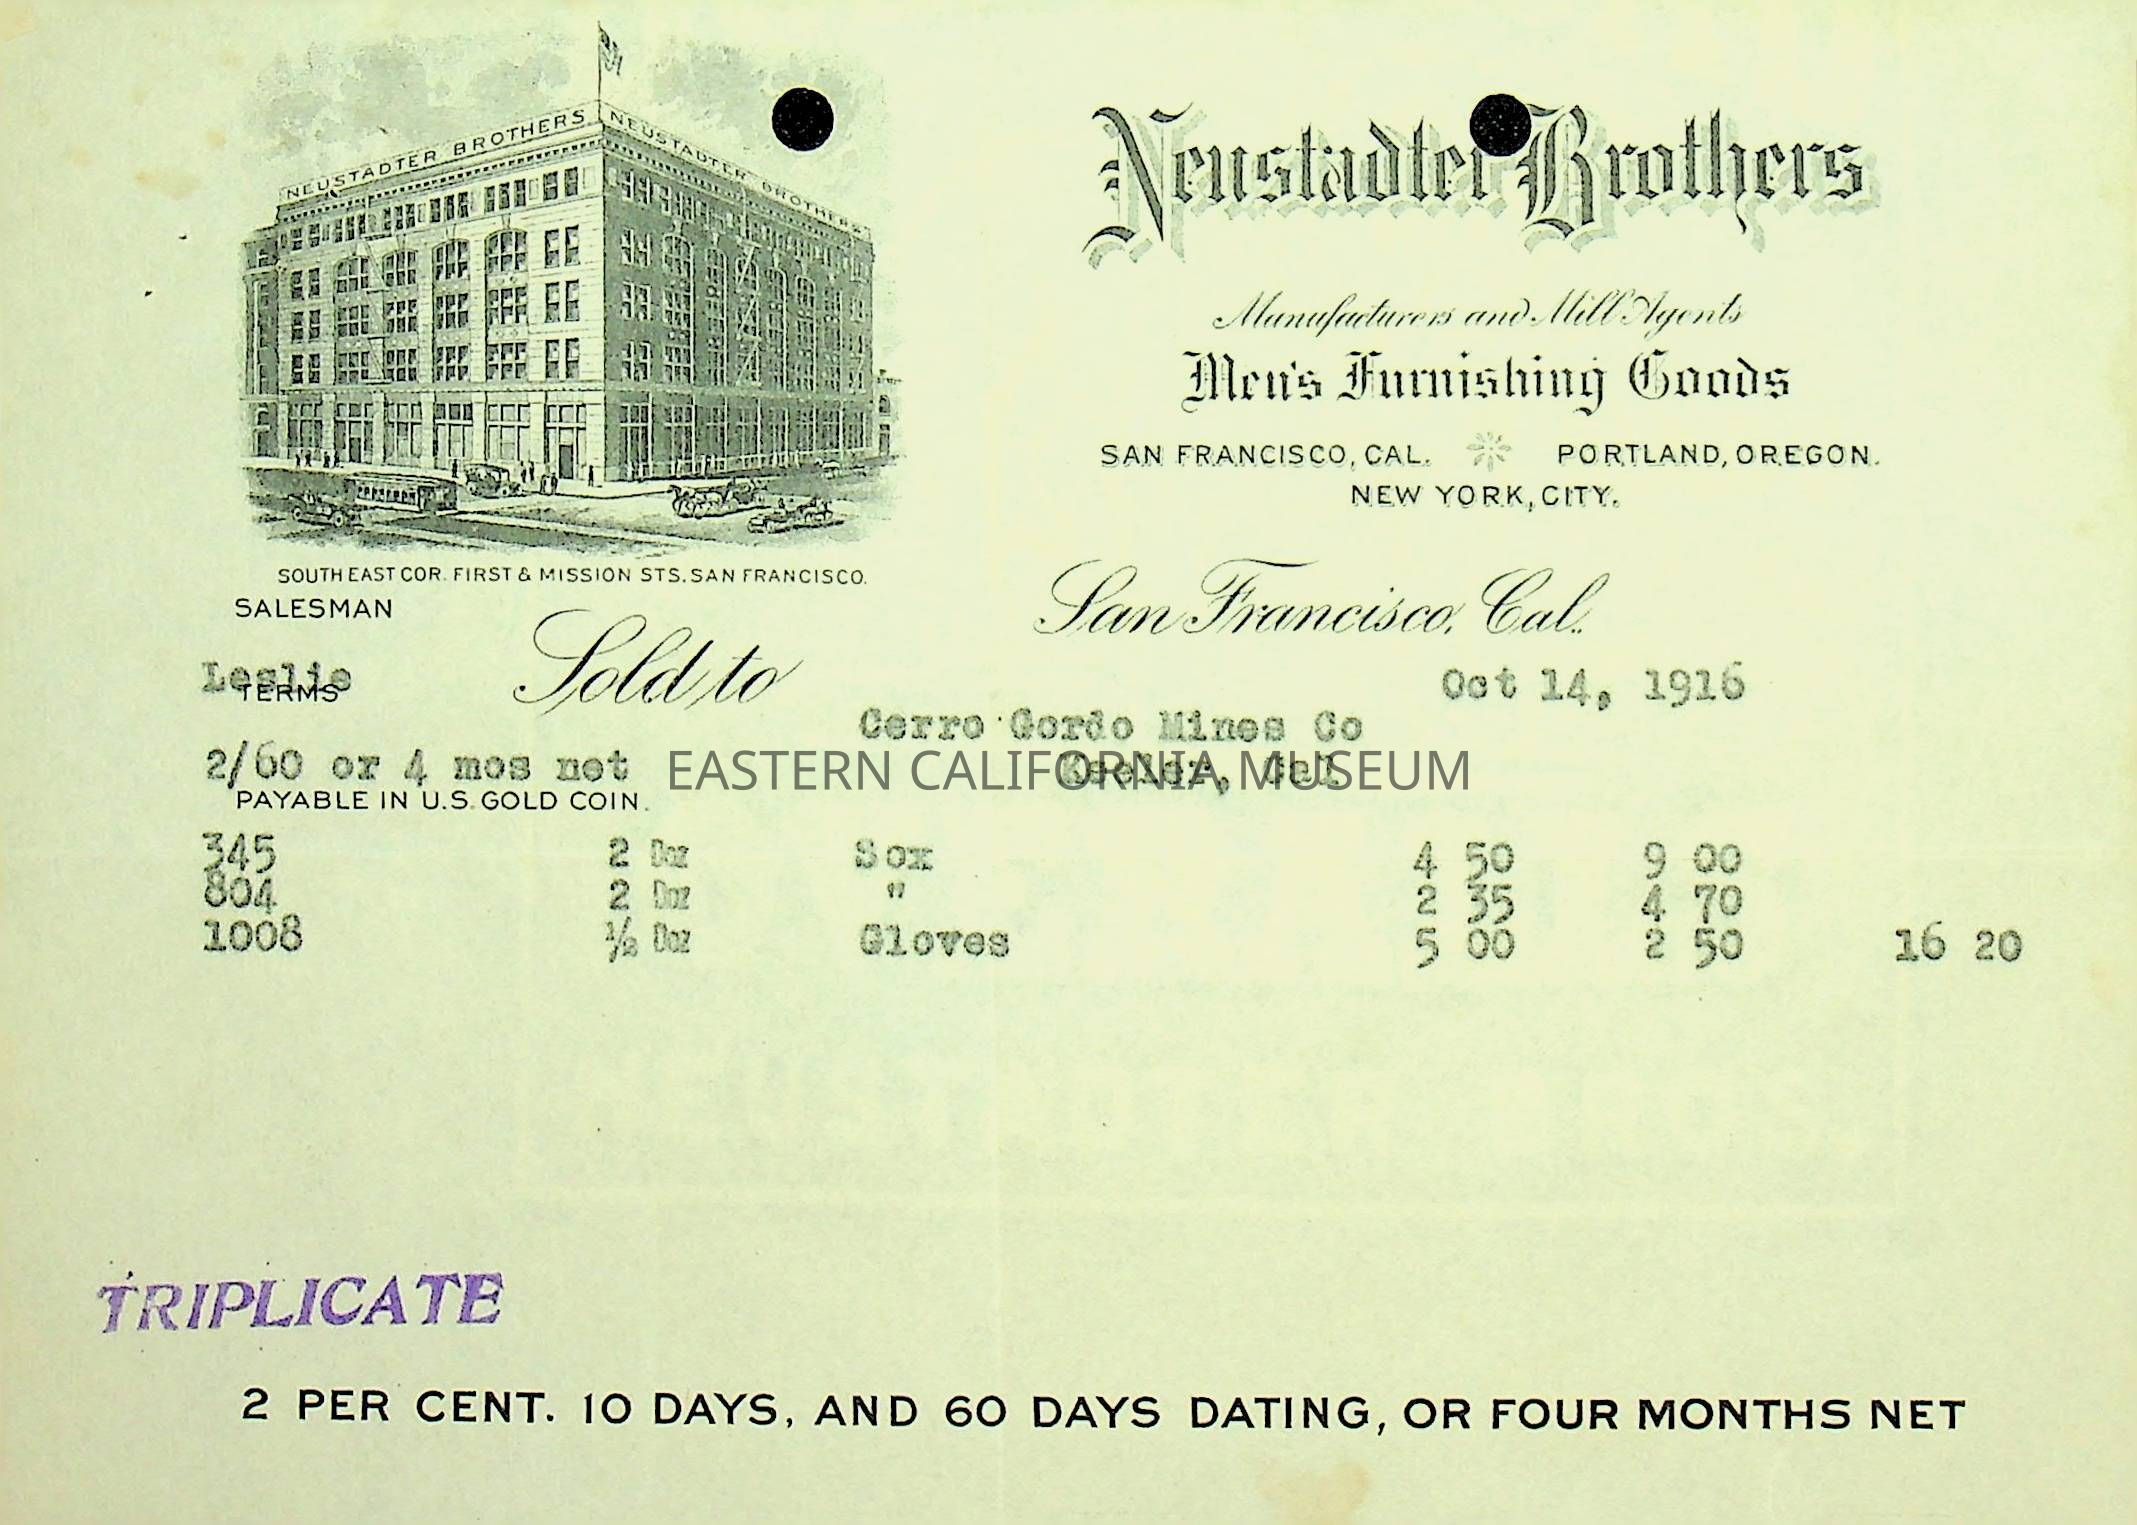 NEUSTADTER BROTHERS NEUSTADTER BROTHERS
SOUTH EAST COR. FIRST & MISSION STS. SAN FRANCISCO.
Neustadter Brothers
Manufacturers and Mill Agents
Men's Furnishing Goods
SAN FRANCISCO, CAL. PORTLAND, OREGON.
NEW YORK, CITY.
San Francisco, Cal.
SALESMAN
Leslie
Oct 14, 1916
TERMS
Sold to
Cerro Gordo Mines Co
2/60 or 4 mos net
Keeler, Cal
EASTERN CALIFORNIA MUSEUM
PAYABLE IN U.S. GOLD COIN.
345 2 Doz Sox 4 50 9 00
804 2 Doz " 2 35 4 70
1008 ½ Doz Gloves 5 00 2 50 16 20
TRIPLICATE
2 PER CENT. 10 DAYS, AND 60 DAYS DATING, OR FOUR MONTHS NET